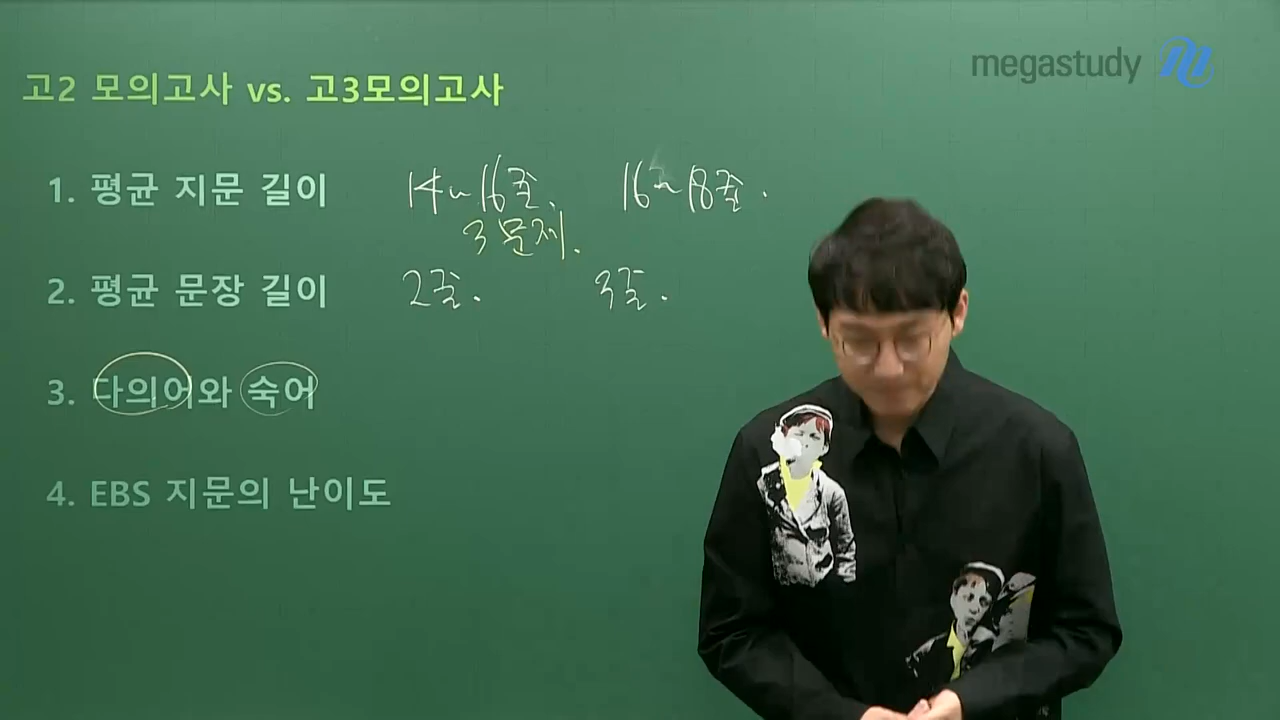 megastudy
고2 모의고사 vs. 고3모의고사
1. 평균 지문 길이 14~16줄. 16~18줄.
3문제.
2. 평균 문장 길이 2줄. 3줄.
3. 다의어와 숙어
4. EBS 지문의 난이도